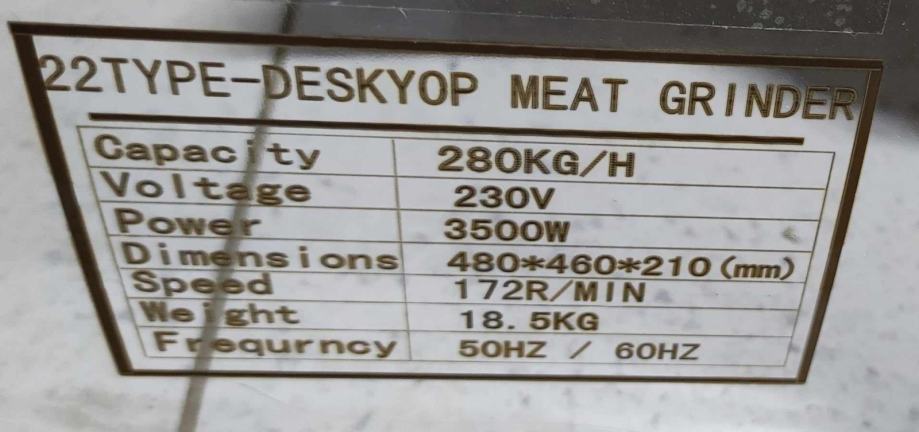 22TYPE-DESKYOP MEAT GRINDER
Capacity 280KG/H
Voltage 230V
Power 3500W
Dimensions 480*460*210(mm)
Speed 172R/MIN
Weight 18.5KG
Frequrncy 50HZ / 60HZ